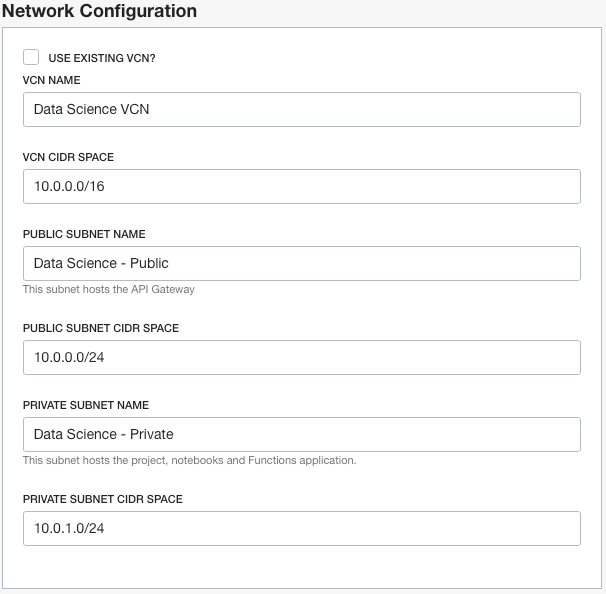 Network Configuration
USE EXISTING VCN?
VCN NAME
Data Science VCN
VCN CIDR SPACE
10.0.0.0/16
PUBLIC SUBNET NAME
Data Science - Public
This subnet hosts the API Gateway
PUBLIC SUBNET CIDR SPACE
10.0.0.0/24
PRIVATE SUBNET NAME
Data Science - Private
This subnet hosts the project, notebooks and Functions application.
PRIVATE SUBNET CIDR SPACE
10.0.1.0/24